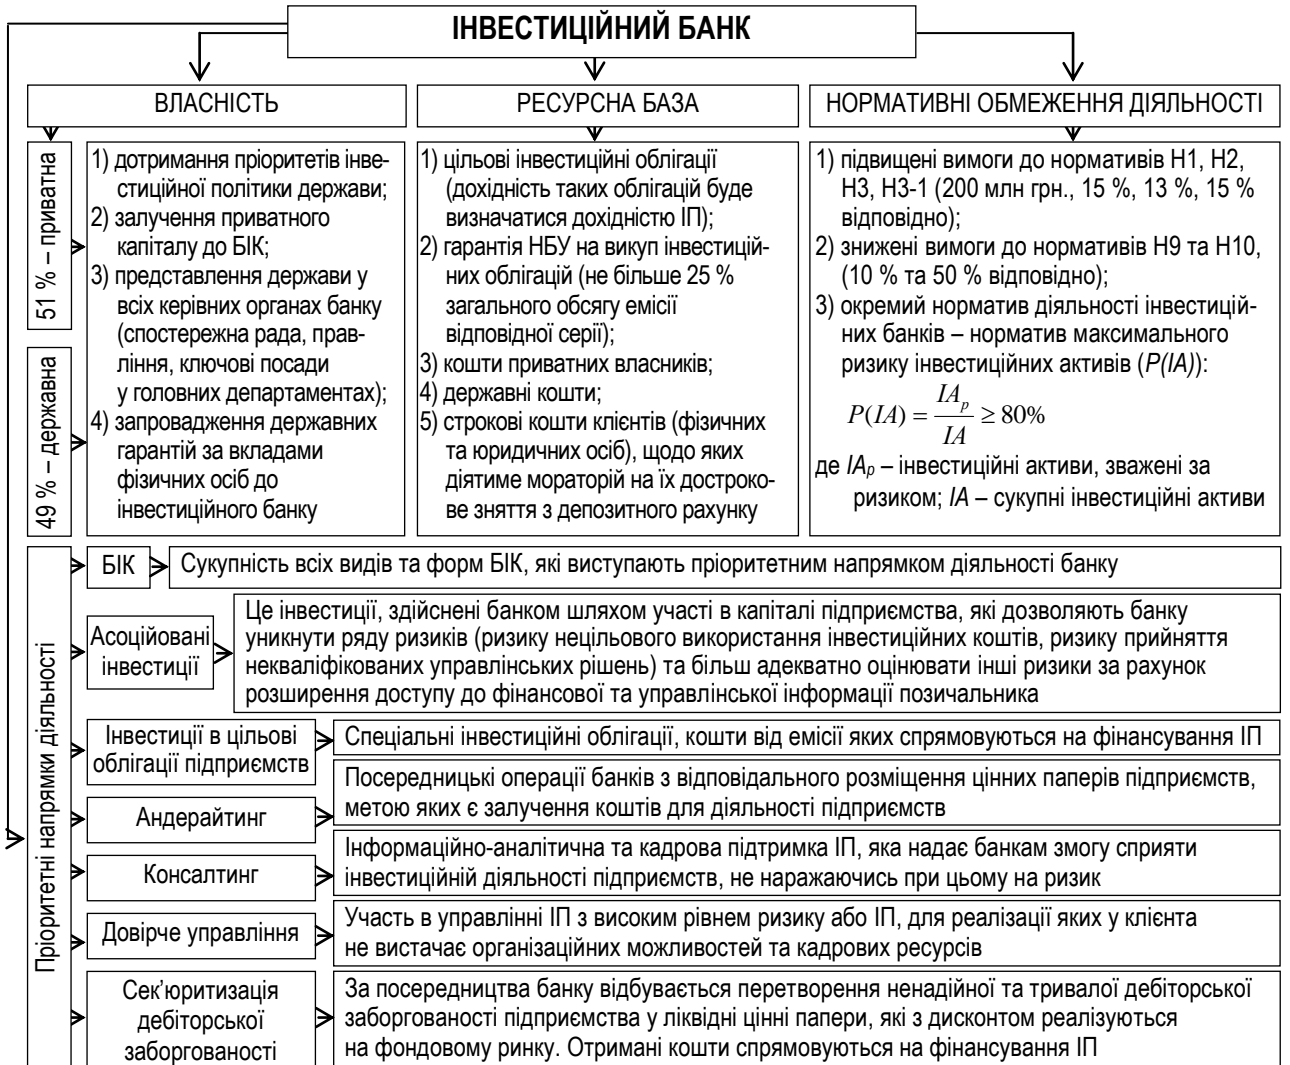 ІНВЕСТИЦІЙНИЙ БАНК
ВЛАСНІСТЬ
РЕСУРСНА БАЗА
НОРМАТИВНІ ОБМЕЖЕННЯ ДІЯЛЬНОСТІ
51 % – приватна
49 % – державна
1) дотримання пріоритетів інве-
стиційної політики держави;
2) залучення приватного
капіталу до БІК;
3) представлення держави у
всіх керівних органах банку
(спостережна рада, прав-
ління, ключові посади
у головних департаментах);
4) запровадження державних
гарантій за вкладами
фізичних осіб до
інвестиційного банку
1) цільові інвестиційні облігації
(дохідність таких облігацій буде
визначатися дохідністю ІП);
2) гарантія НБУ на викуп інвестицій-
них облігацій (не більше 25 %
загального обсягу емісії
відповідної серії);
3) кошти приватних власників;
4) державні кошти;
5) строкові кошти клієнтів (фізичних
та юридичних осіб), щодо яких
діятиме мораторій на їх достроко-
ве зняття з депозитного рахунку
1) підвищені вимоги до нормативів Н1, Н2,
Н3, Н3-1 (200 млн грн., 15 %, 13 %, 15 %
відповідно);
2) знижені вимоги до нормативів Н9 та Н10,
(10 % та 50 % відповідно);
3) окремий норматив діяльності інвестицій-
них банків – норматив максимального
ризику інвестиційних активів (P(IA)):
P(IA) = IA_p / IA ≥ 80%
де IAp – інвестиційні активи, зважені за
ризиком; IA – сукупні інвестиційні активи
Пріоритетні напрямки діяльності
БІК
Сукупність всіх видів та форм БІК, які виступають пріоритетним напрямком діяльності банку
Асоційовані
інвестиції
Це інвестиції, здійснені банком шляхом участі в капіталі підприємства, які дозволяють банку
уникнути ряду ризиків (ризику нецільового використання інвестиційних коштів, ризику прийняття
некваліфікованих управлінських рішень) та більш адекватно оцінювати інші ризики за рахунок
розширення доступу до фінансової та управлінської інформації позичальника
Інвестиції в цільові
облігації підприємств
Спеціальні інвестиційні облігації, кошти від емісії яких спрямовуються на фінансування ІП
Андерайтинг
Посередницькі операції банків з відповідального розміщення цінних паперів підприємств,
метою яких є залучення коштів для діяльності підприємств
Консалтинг
Інформаційно-аналітична та кадрова підтримка ІП, яка надає банкам змогу сприяти
інвестиційній діяльності підприємств, не наражаючись при цьому на ризик
Довірче управління
Участь в управлінні ІП з високим рівнем ризику або ІП, для реалізації яких у клієнта
не вистачає організаційних можливостей та кадрових ресурсів
Сек’юритизація
дебіторської
заборгованості
За посередництва банку відбувається перетворення ненадійної та тривалої дебіторської
заборгованості підприємства у ліквідні цінні папери, які з дисконтом реалізуються
на фондовому ринку. Отримані кошти спрямовуються на фінансування ІП